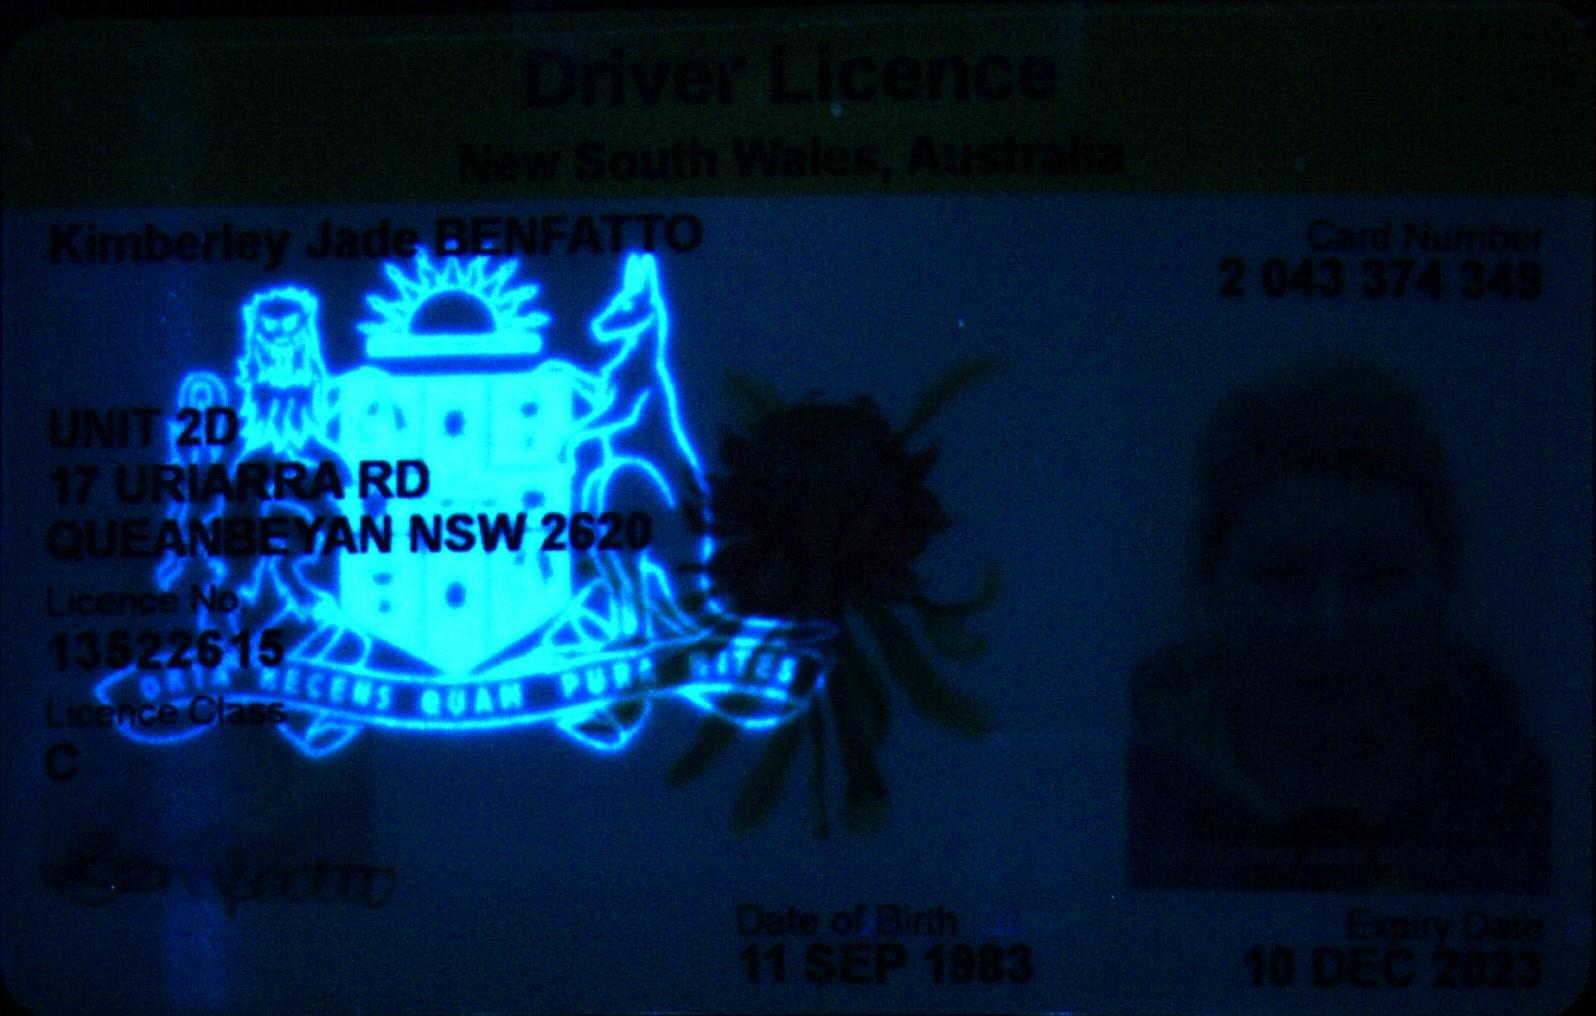 Driver Licence
New South Wales, Australia
Kimberley Jade BENFATTO
Card Number
2 043 374 349
UNIT 2D
17 URIARRA RD
QUEANBEYAN NSW 2620
Licence No.
13522615
ORTA RECENS QUAM PURA NITES
Licence Class
C
Benfatto
Date of Birth
11 SEP 1983
Expiry Date
10 DEC 2023